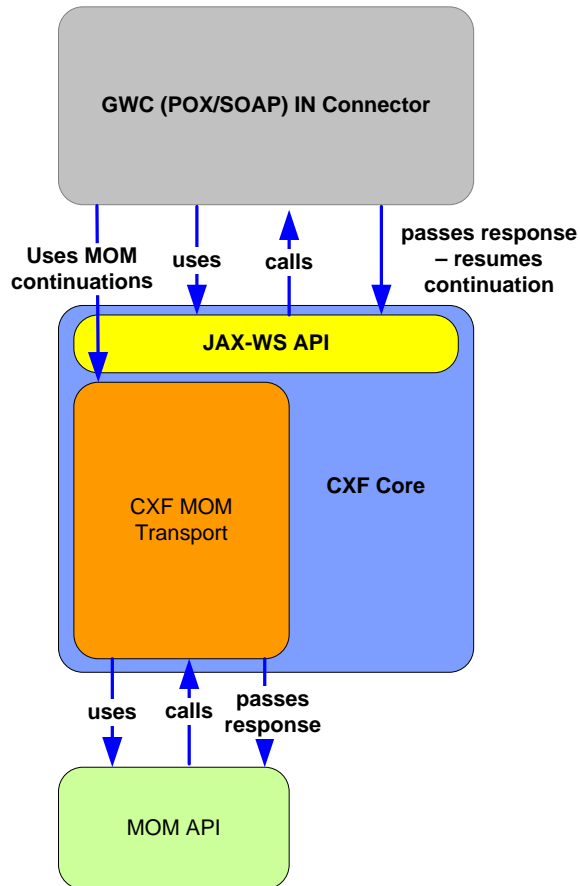 GWC (POX/SOAP) IN Connector
Uses MOM
continuations
uses
calls
passes response
– resumes
continuation
JAX-WS API
CXF MOM
Transport
CXF Core
uses
calls
passes
response
MOM API